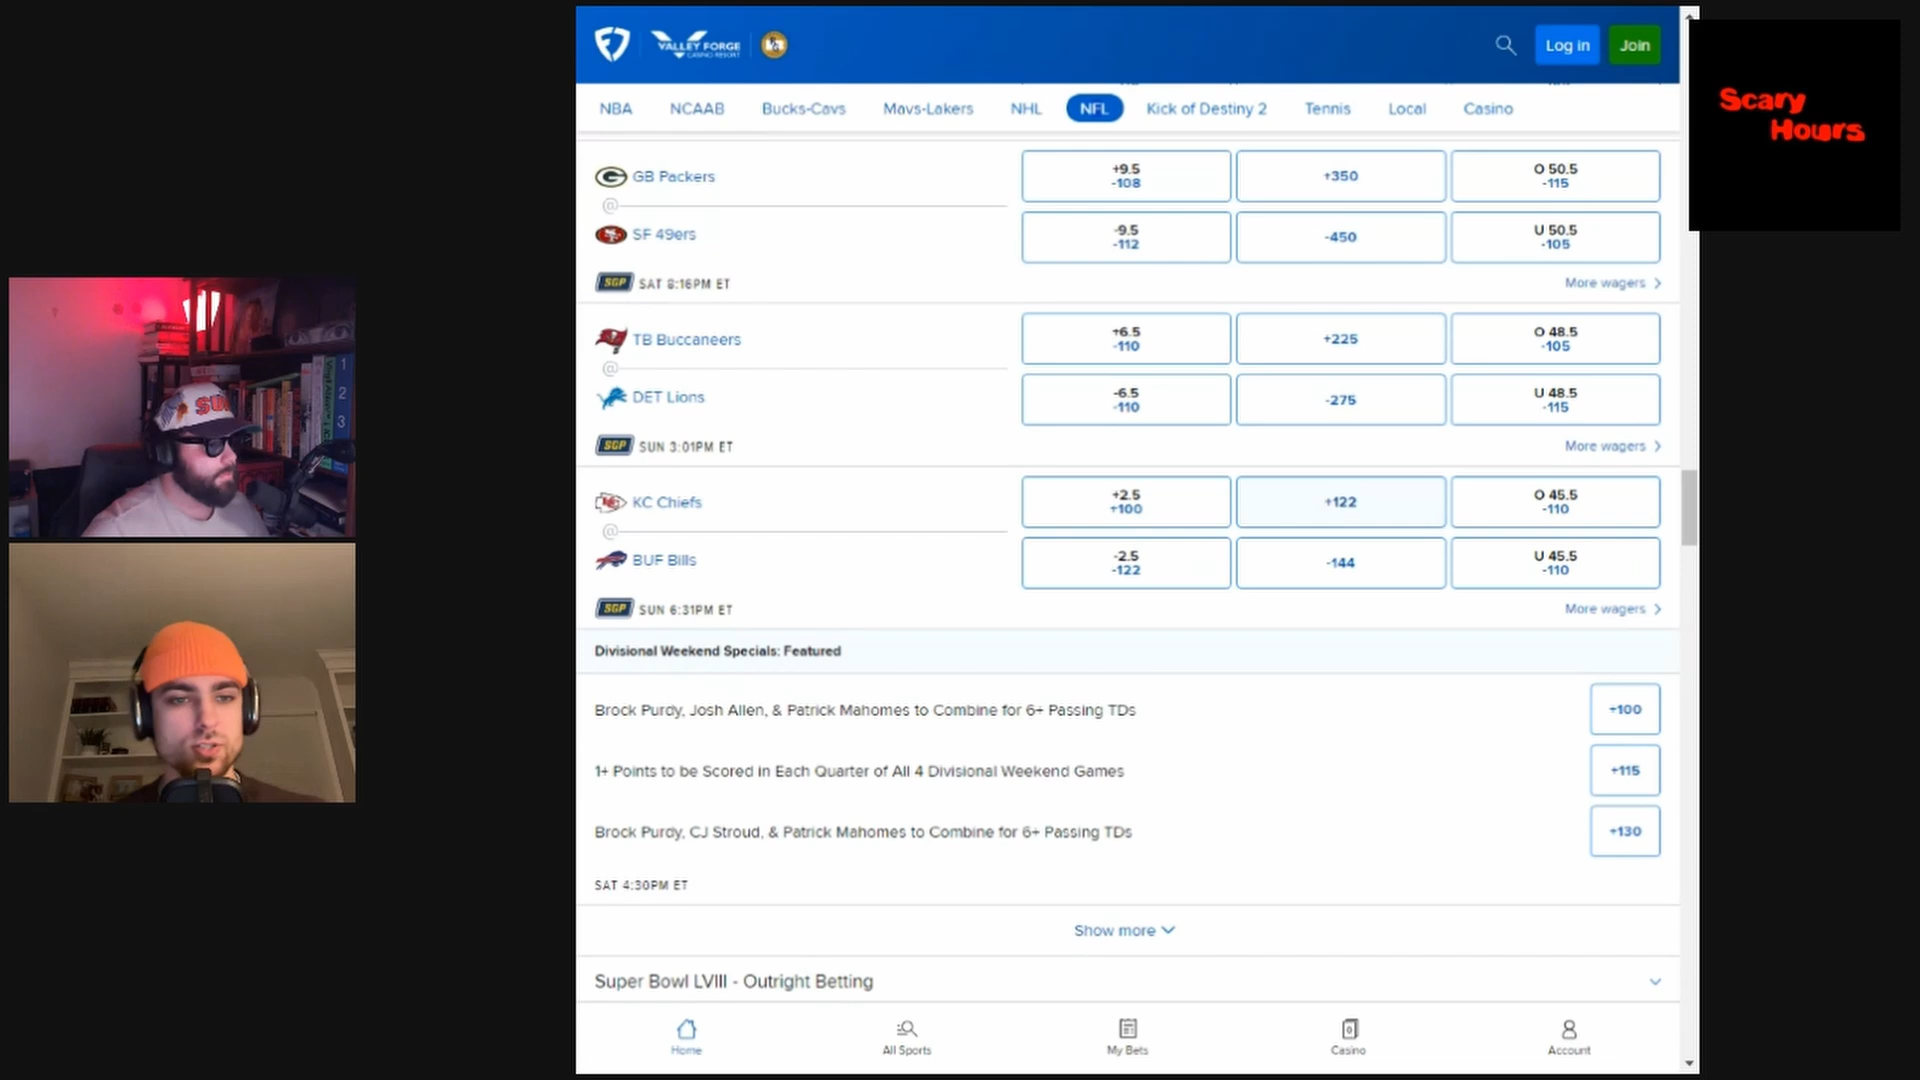 VALLEY FORGE
CASINO RESORT
Log in
Join
NBA
NCAAB
Bucks-Cavs
Mavs-Lakers
NHL
NFL
Kick of Destiny 2
Tennis
Local
Casino
Scary
Hours
GB Packers
+9.5
-108
+350
O 50.5
-115
@
SF 49ers
-9.5
-112
-450
U 50.5
-105
SGP SAT 8:16PM ET
More wagers
TB Buccaneers
+6.5
-110
+225
O 48.5
-105
@
DET Lions
-6.5
-110
-275
U 48.5
-115
SGP SUN 3:01PM ET
More wagers
KC Chiefs
+2.5
+100
+122
O 45.5
-110
@
BUF Bills
-2.5
-122
-144
U 45.5
-110
SGP SUN 6:31PM ET
More wagers
Divisional Weekend Specials: Featured
Brock Purdy, Josh Allen, & Patrick Mahomes to Combine for 6+ Passing TDs
+100
1+ Points to be Scored in Each Quarter of All 4 Divisional Weekend Games
+115
Brock Purdy, CJ Stroud, & Patrick Mahomes to Combine for 6+ Passing TDs
+130
SAT 4:30PM ET
Show more
Super Bowl LVIII - Outright Betting
Home
All Sports
My Bets
Casino
Account
1
2
3